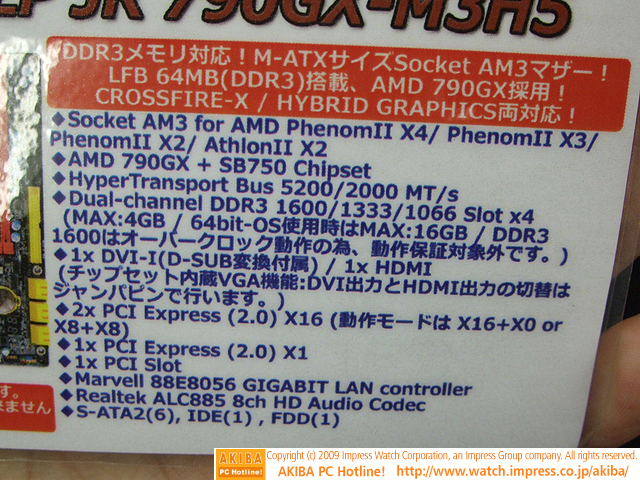 JR 790GX-M3H5
DDR3メモリ対応！M-ATXサイズSocket AM3マザー！
LFB 64MB(DDR3)搭載、AMD 790GX採用！
CROSSFIRE-X / HYBRID GRAPHICS両対応！
◆Socket AM3 for AMD PhenomII X4/ PhenomII X3/
PhenomII X2/ AthlonII X2
◆AMD 790GX + SB750 Chipset
◆HyperTransport Bus 5200/2000 MT/s
◆Dual-channel DDR3 1600/1333/1066 Slot x4
(MAX:4GB / 64bit-OS使用時はMAX:16GB / DDR3
1600はオーバークロック動作の為、動作保証対象外です。)
◆1x DVI-I(D-SUB変換付属) / 1x HDMI
(チップセット内蔵VGA機能:DVI出力とHDMI出力の切替は
ジャンパピンで行います。)
◆2x PCI Express (2.0) X16 (動作モードは X16+X0 or
X8+X8)
◆1x PCI Express (2.0) X1
◆1x PCI Slot
◆Marvell 88E8056 GIGABIT LAN controller
◆Realtek ALC885 8ch HD Audio Codec
◆S-ATA2(6), IDE(1) , FDD(1)
す。
来ません
AKIBA
PC Hotline!
Copyright (c) 2009 Impress Watch Corporation, an Impress Group company. All rights reserved.
AKIBA PC Hotline! http://www.watch.impress.co.jp/akiba/